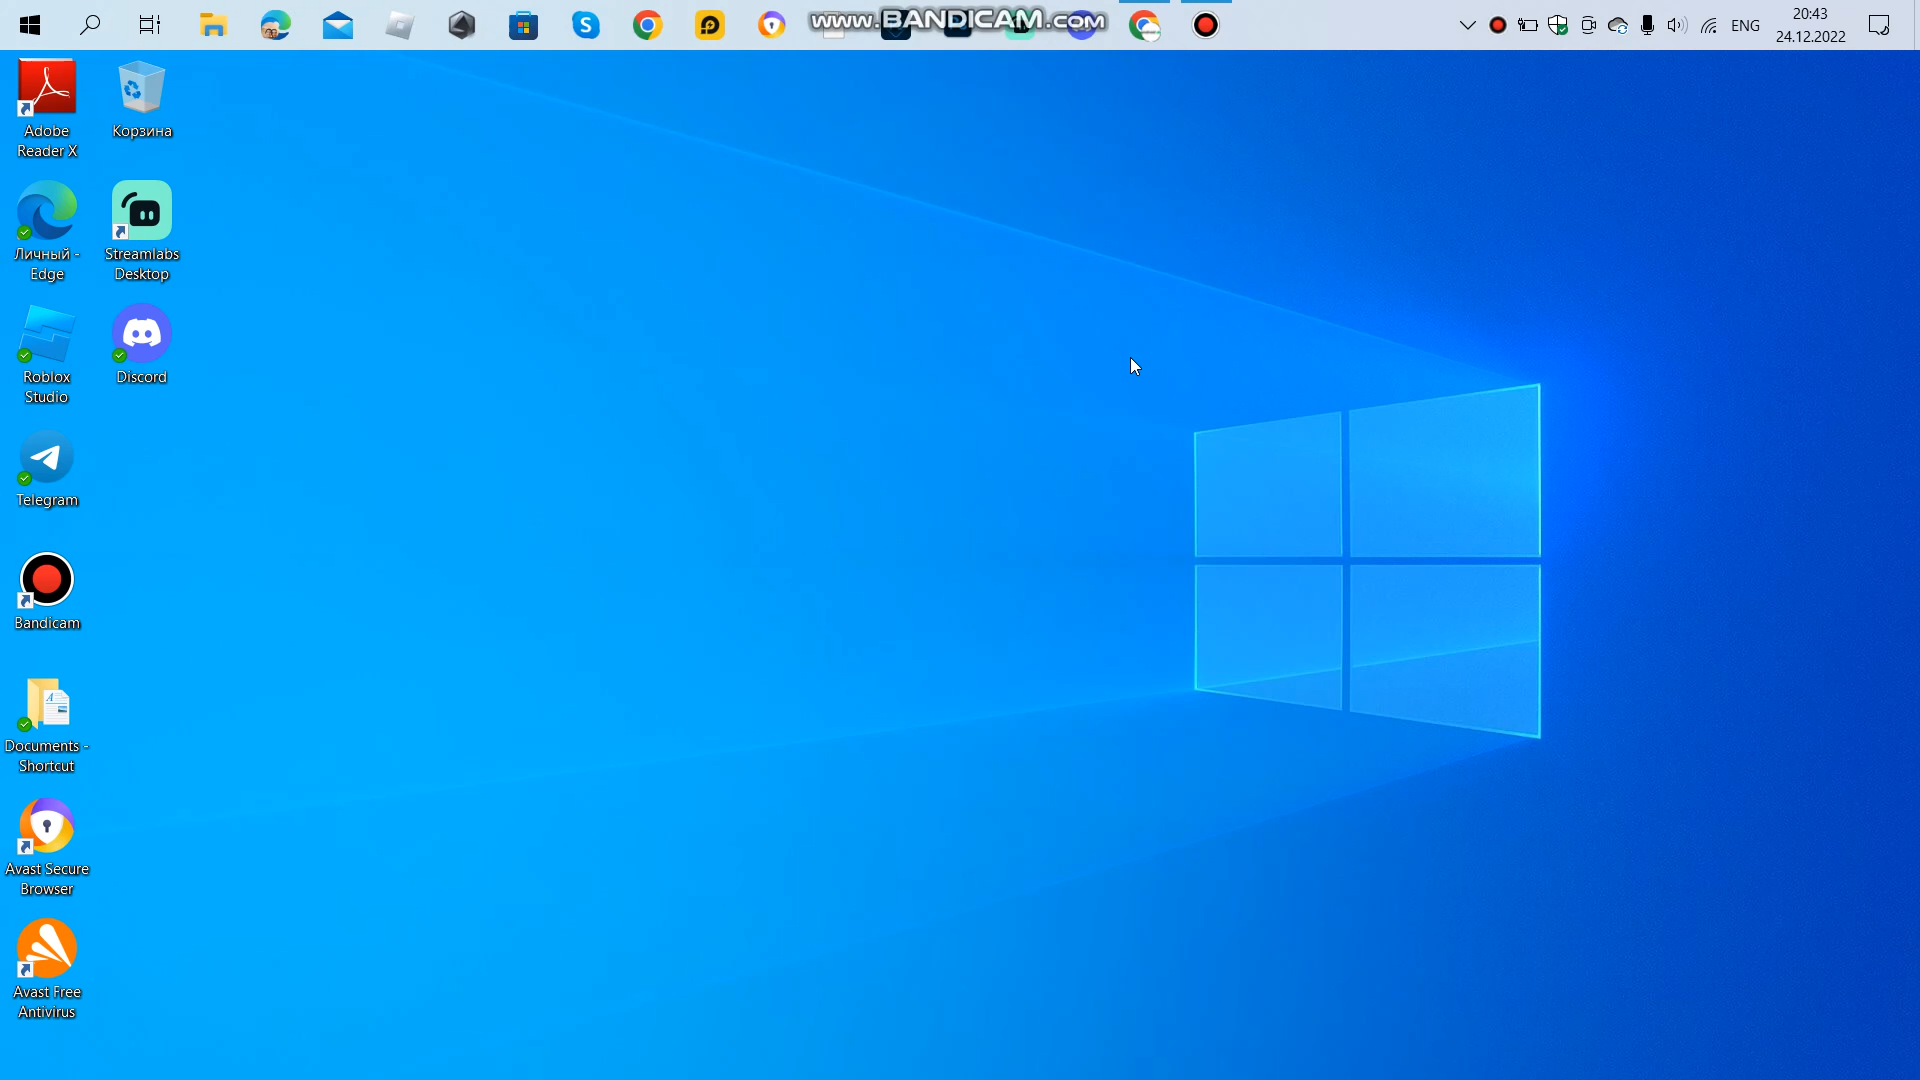 www.BANDICAM.com
ENG
20:43
24.12.2022
Adobe
Reader X
Корзина
Личный -
Edge
Streamlabs
Desktop
Roblox
Studio
Discord
Telegram
Bandicam
Documents -
Shortcut
Avast Secure
Browser
Avast Free
Antivirus